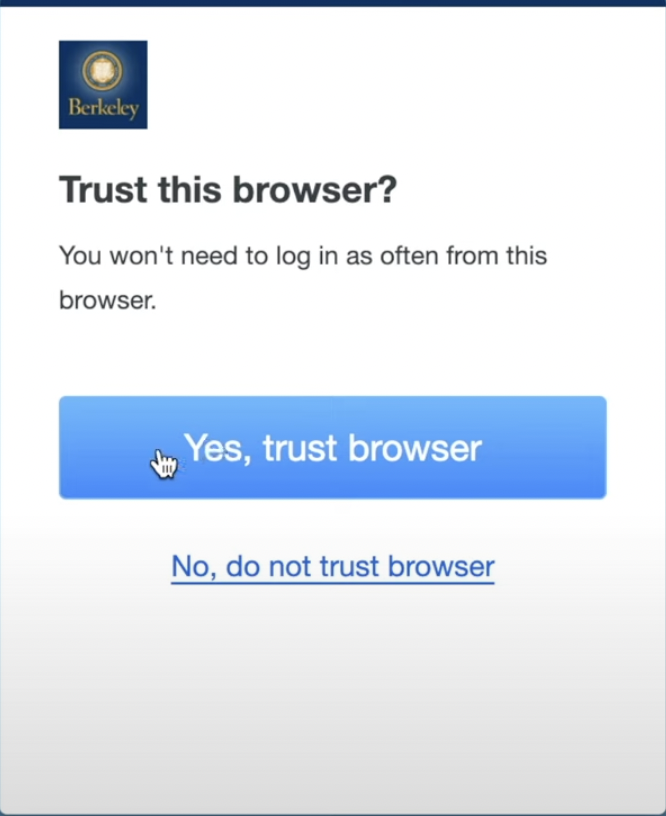 Berkeley
Trust this browser?
You won't need to log in as often from this
browser.
Yes, trust browser
No, do not trust browser